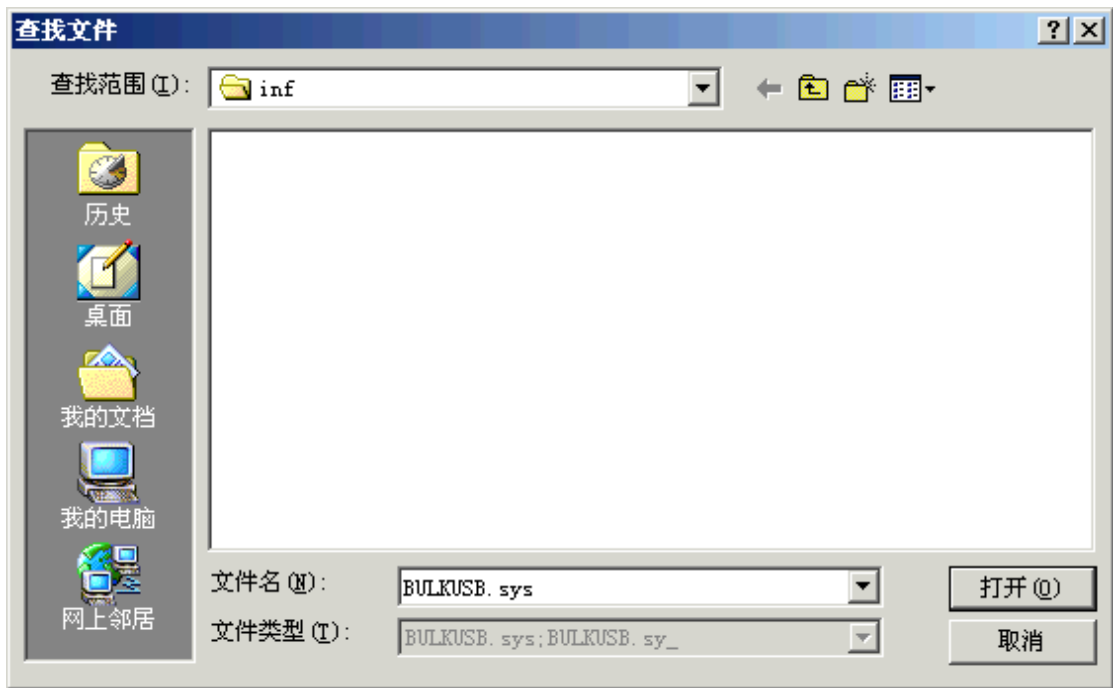 查找文件
查找范围(I):
inf
历史
桌面
我的文档
我的电脑
网上邻居
文件名(N):
BULKUSB.sys
打开(O)
文件类型(T):
BULKUSB.sys;BULKUSB.sy_
取消